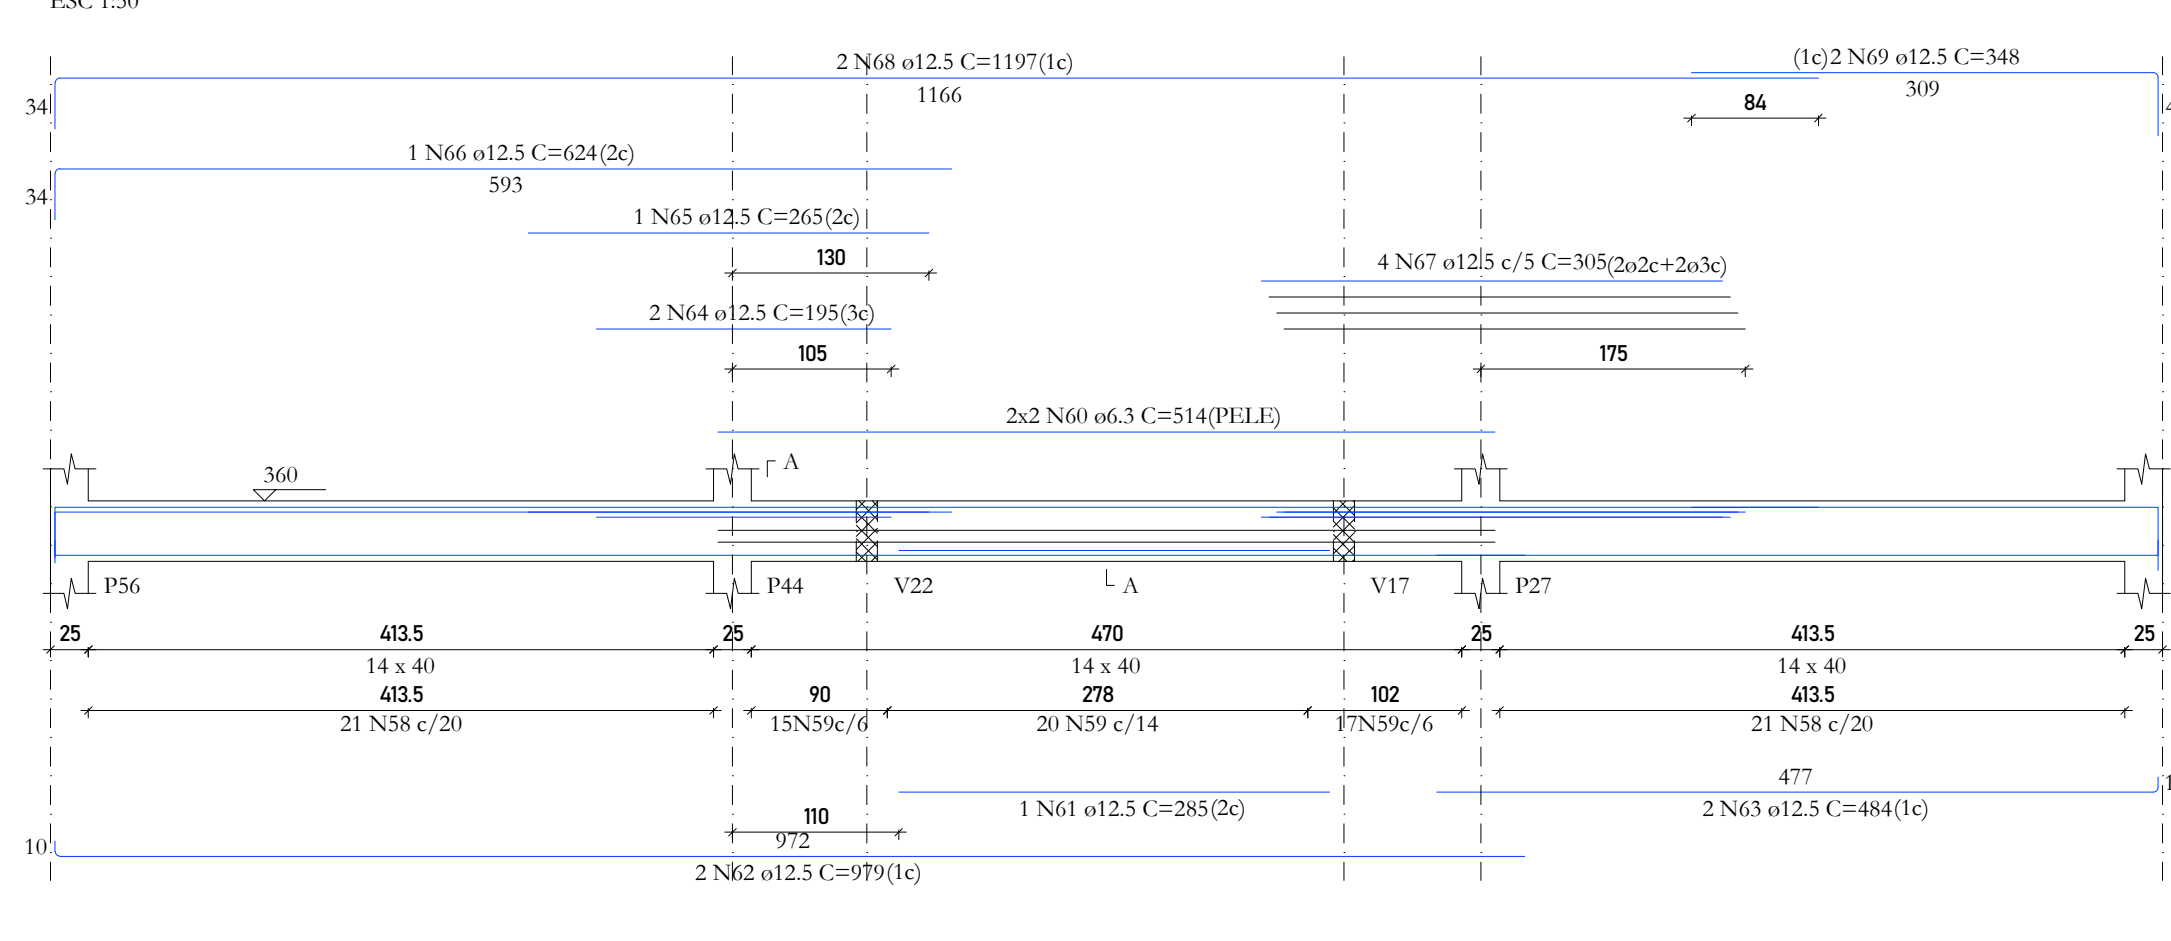 2 N68 ø12.5 C=1197(1c)
(1c)2 N69 ø12.5 C=348
1166
309
34
84
1 N66 ø12.5 C=624(2c)
593
34
1 N65 ø12.5 C=265(2c)
130
4 N67 ø12.5 c/5 C=305(2ø2c+2ø3c)
2 N64 ø12.5 C=195(3c)
105
175
2x2 N60 ø6.3 C=514(PELE)
A
360
P56
P44
V22
A
V17
P27
25 413.5 25 470 25 413.5 25
14 x 40 14 x 40 14 x 40
413.5 90 278 102 413.5
21 N58 c/20 15N59c/6 20 N59 c/14 17N59c/6 21 N58 c/20
477
1 N61 ø12.5 C=285(2c)
2 N63 ø12.5 C=484(1c)
110
972
10
2 N62 ø12.5 C=979(1c)